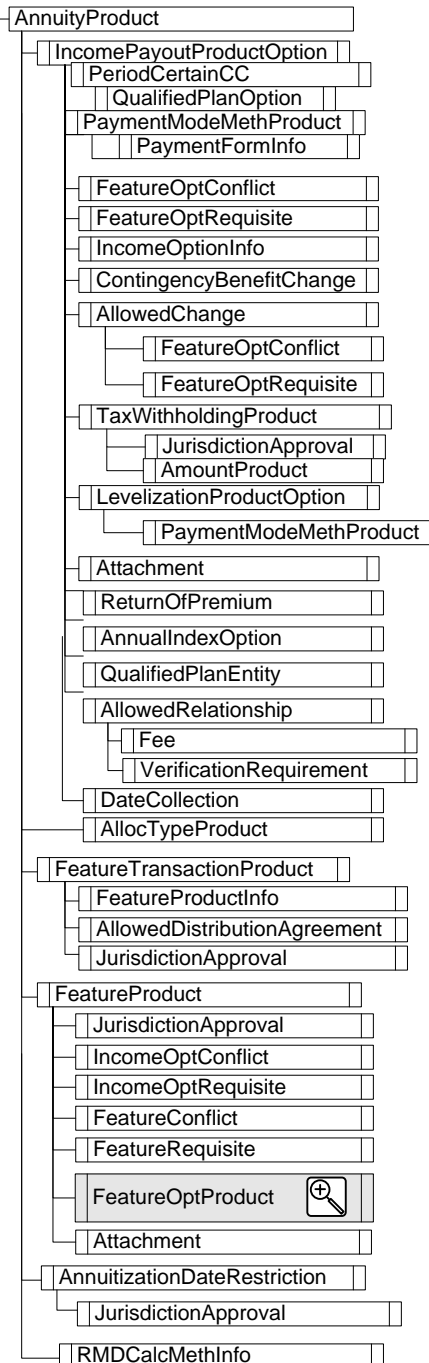 AnnuityProduct
IncomePayoutProductOption
PeriodCertainCC
QualifiedPlanOption
PaymentModeMethProduct
PaymentFormInfo
FeatureOptConflict
FeatureOptRequisite
IncomeOptionInfo
ContingencyBenefitChange
AllowedChange
FeatureOptConflict
FeatureOptRequisite
TaxWithholdingProduct
JurisdictionApproval
AmountProduct
LevelizationProductOption
PaymentModeMethProduct
Attachment
ReturnOfPremium
AnnualIndexOption
QualifiedPlanEntity
AllowedRelationship
Fee
VerificationRequirement
DateCollection
AllocTypeProduct
FeatureTransactionProduct
FeatureProductInfo
AllowedDistributionAgreement
JurisdictionApproval
FeatureProduct
JurisdictionApproval
IncomeOptConflict
IncomeOptRequisite
FeatureConflict
FeatureRequisite
FeatureOptProduct
Attachment
AnnuitizationDateRestriction
JurisdictionApproval
RMDCalcMethInfo